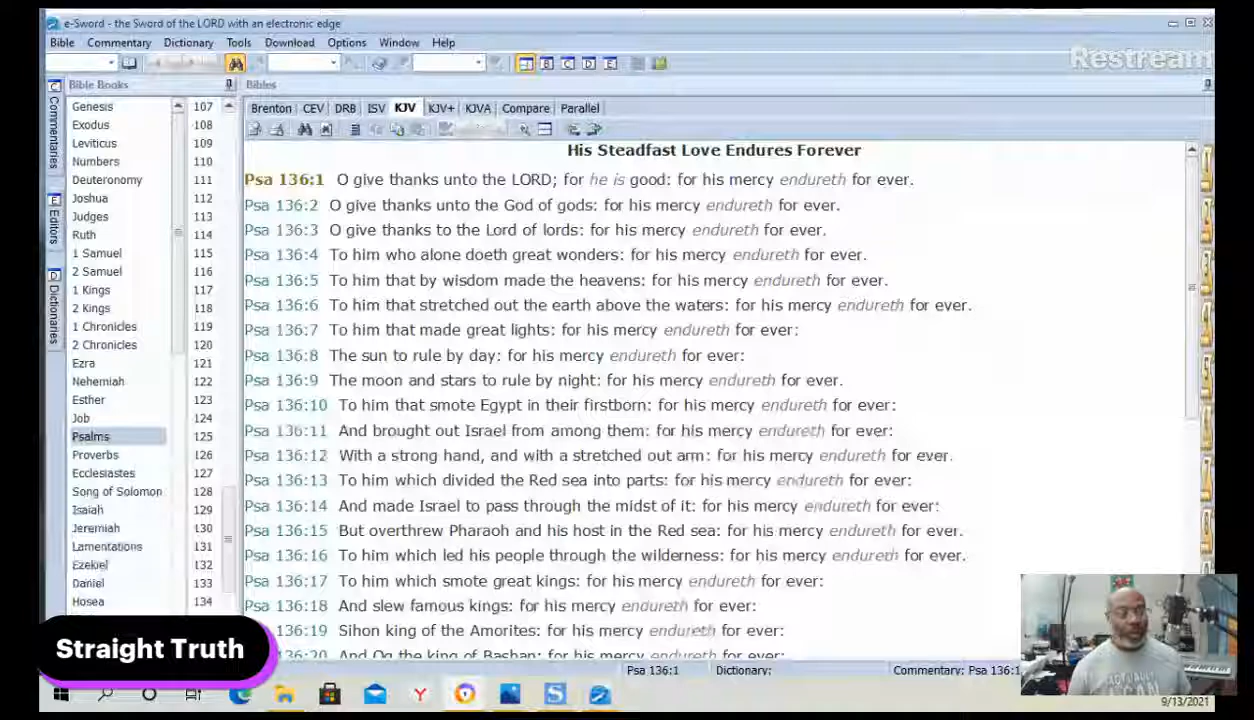 e-Sword - the Sword of the LORD with an electronic edge
Bible Commentary Dictionary Tools Download Options Window Help
Restream
Bible Books
Bibles
Commentaries
Editors
Dictionaries
Genesis 107
Exodus 108
Leviticus 109
Numbers 110
Deuteronomy 111
Joshua 112
Judges 113
Ruth 114
1 Samuel 115
2 Samuel 116
1 Kings 117
2 Kings 118
1 Chronicles 119
2 Chronicles 120
Ezra 121
Nehemiah 122
Esther 123
Job 124
Psalms 125
Proverbs 126
Ecclesiastes 127
Song of Solomon 128
Isaiah 129
Jeremiah 130
Lamentations 131
Ezekiel 132
Daniel 133
Hosea 134
Brenton CEV DRB ISV KJV KJV+ KJVA Compare Parallel
His Steadfast Love Endures Forever
Psa 136:1 O give thanks unto the LORD; for he is good: for his mercy endureth for ever.
Psa 136:2 O give thanks unto the God of gods: for his mercy endureth for ever.
Psa 136:3 O give thanks to the Lord of lords: for his mercy endureth for ever.
Psa 136:4 To him who alone doeth great wonders: for his mercy endureth for ever.
Psa 136:5 To him that by wisdom made the heavens: for his mercy endureth for ever.
Psa 136:6 To him that stretched out the earth above the waters: for his mercy endureth for ever.
Psa 136:7 To him that made great lights: for his mercy endureth for ever:
Psa 136:8 The sun to rule by day: for his mercy endureth for ever:
Psa 136:9 The moon and stars to rule by night: for his mercy endureth for ever.
Psa 136:10 To him that smote Egypt in their firstborn: for his mercy endureth for ever:
Psa 136:11 And brought out Israel from among them: for his mercy endureth for ever:
Psa 136:12 With a strong hand, and with a stretched out arm: for his mercy endureth for ever.
Psa 136:13 To him which divided the Red sea into parts: for his mercy endureth for ever:
Psa 136:14 And made Israel to pass through the midst of it: for his mercy endureth for ever:
Psa 136:15 But overthrew Pharaoh and his host in the Red sea: for his mercy endureth for ever.
Psa 136:16 To him which led his people through the wilderness: for his mercy endureth for ever.
Psa 136:17 To him which smote great kings: for his mercy endureth for ever:
Psa 136:18 And slew famous kings: for his mercy endureth for ever:
Psa 136:19 Sihon king of the Amorites: for his mercy endureth for ever:
Psa 136:20 And Og the king of Bashan: for his mercy endureth for ever:
Straight Truth
Psa 136:1 Dictionary: Commentary: Psa 136:1
9/13/2021